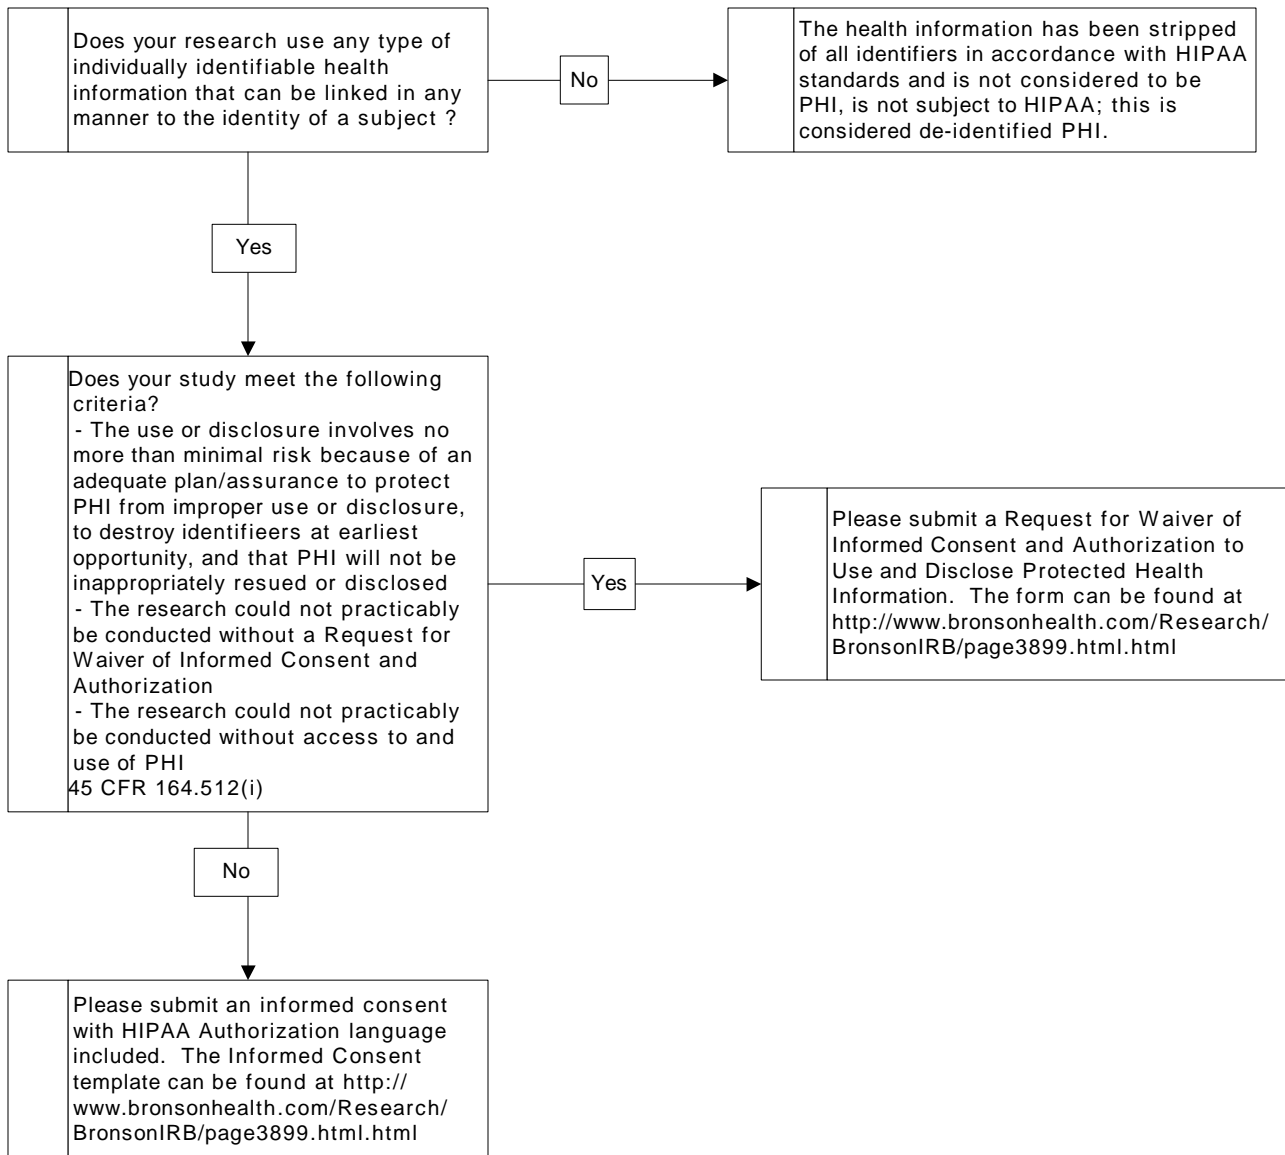 Does your research use any type of
individually identifiable health
information that can be linked in any
manner to the identity of a subject ?
No
The health information has been stripped
of all identifiers in accordance with HIPAA
standards and is not considered to be
PHI, is not subject to HIPAA; this is
considered de-identified PHI.
Yes
Does your study meet the following
criteria?
- The use or disclosure involves no
more than minimal risk because of an
adequate plan/assurance to protect
PHI from improper use or disclosure,
to destroy identifieers at earliest
opportunity, and that PHI will not be
inappropriately resued or disclosed
- The research could not practicably
be conducted without a Request for
Waiver of Informed Consent and
Authorization
- The research could not practicably
be conducted without access to and
use of PHI
45 CFR 164.512(i)
Yes
Please submit a Request for Waiver of
Informed Consent and Authorization to
Use and Disclose Protected Health
Information.  The form can be found at
http://www.bronsonhealth.com/Research/
BronsonIRB/page3899.html.html
No
Please submit an informed consent
with HIPAA Authorization language
included.  The Informed Consent
template can be found at http://
www.bronsonhealth.com/Research/
BronsonIRB/page3899.html.html